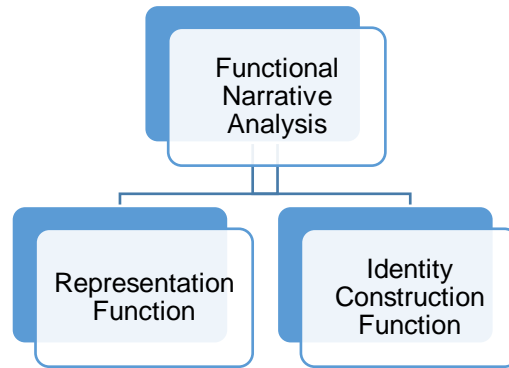 Functional
Narrative
Analysis
Representation
Function
Identity
Construction
Function